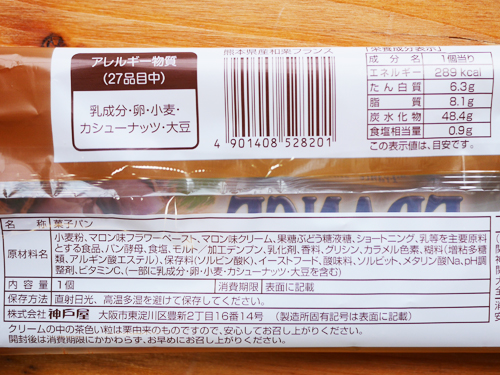 アレルギー物質
(27品目中)
乳成分・卵・小麦・
カシューナッツ・大豆
熊本県産和栗フランス
4 901408 528201
栄養成分表示
成分 1個当り
エネルギー 289 kcal
たん白質 6.3g
脂質 8.1g
炭水化物 48.4g
食塩相当量 0.9g
この表示値は、目安です。
名称 菓子パン
原材料名 小麦粉、マロン味フラワーペースト、マロン味クリーム、果糖ぶどう糖液糖、ショートニング、乳等を主要原料
とする食品、パン酵母、食塩、モルト/加工デンプン、乳化剤、香料、グリシン、カラメル色素、糊料(増粘多糖
類、アルギン酸エステル)、保存料(ソルビン酸K)、イーストフード、酸味料、ソルビット、メタリン酸Na、pH調
整剤、ビタミンC、(一部に乳成分・卵・小麦・カシューナッツ・大豆を含む)
内容量 1個 消費期限 表面に記載
保存方法 直射日光、高温多湿を避けて保存してください。
株式会社 神戸屋 大阪市東淀川区豊新2丁目16番14号 (製造所固有記号は表面に記載)
クリームの中の茶色い粒は栗由来のものですので、安心してお召し上がりください。
開封後は消費期限にかかわらず、お早めにお召し上がりください。